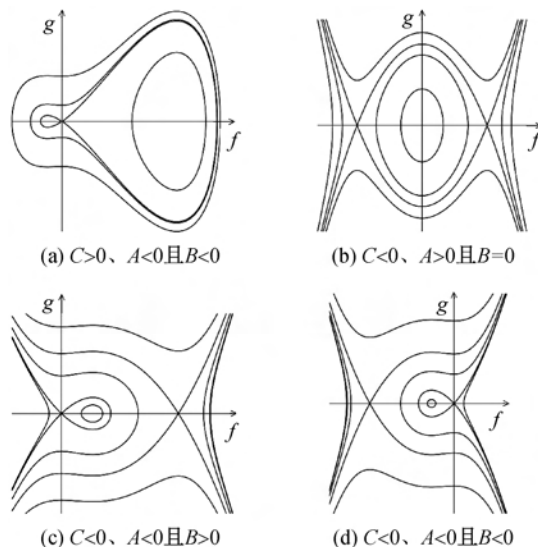 g
f
g
f
(a) C>0、A<0且B<0
(b) C<0、A>0且B=0
g
f
g
f
(c) C<0、A<0且B>0
(d) C<0、A<0且B<0